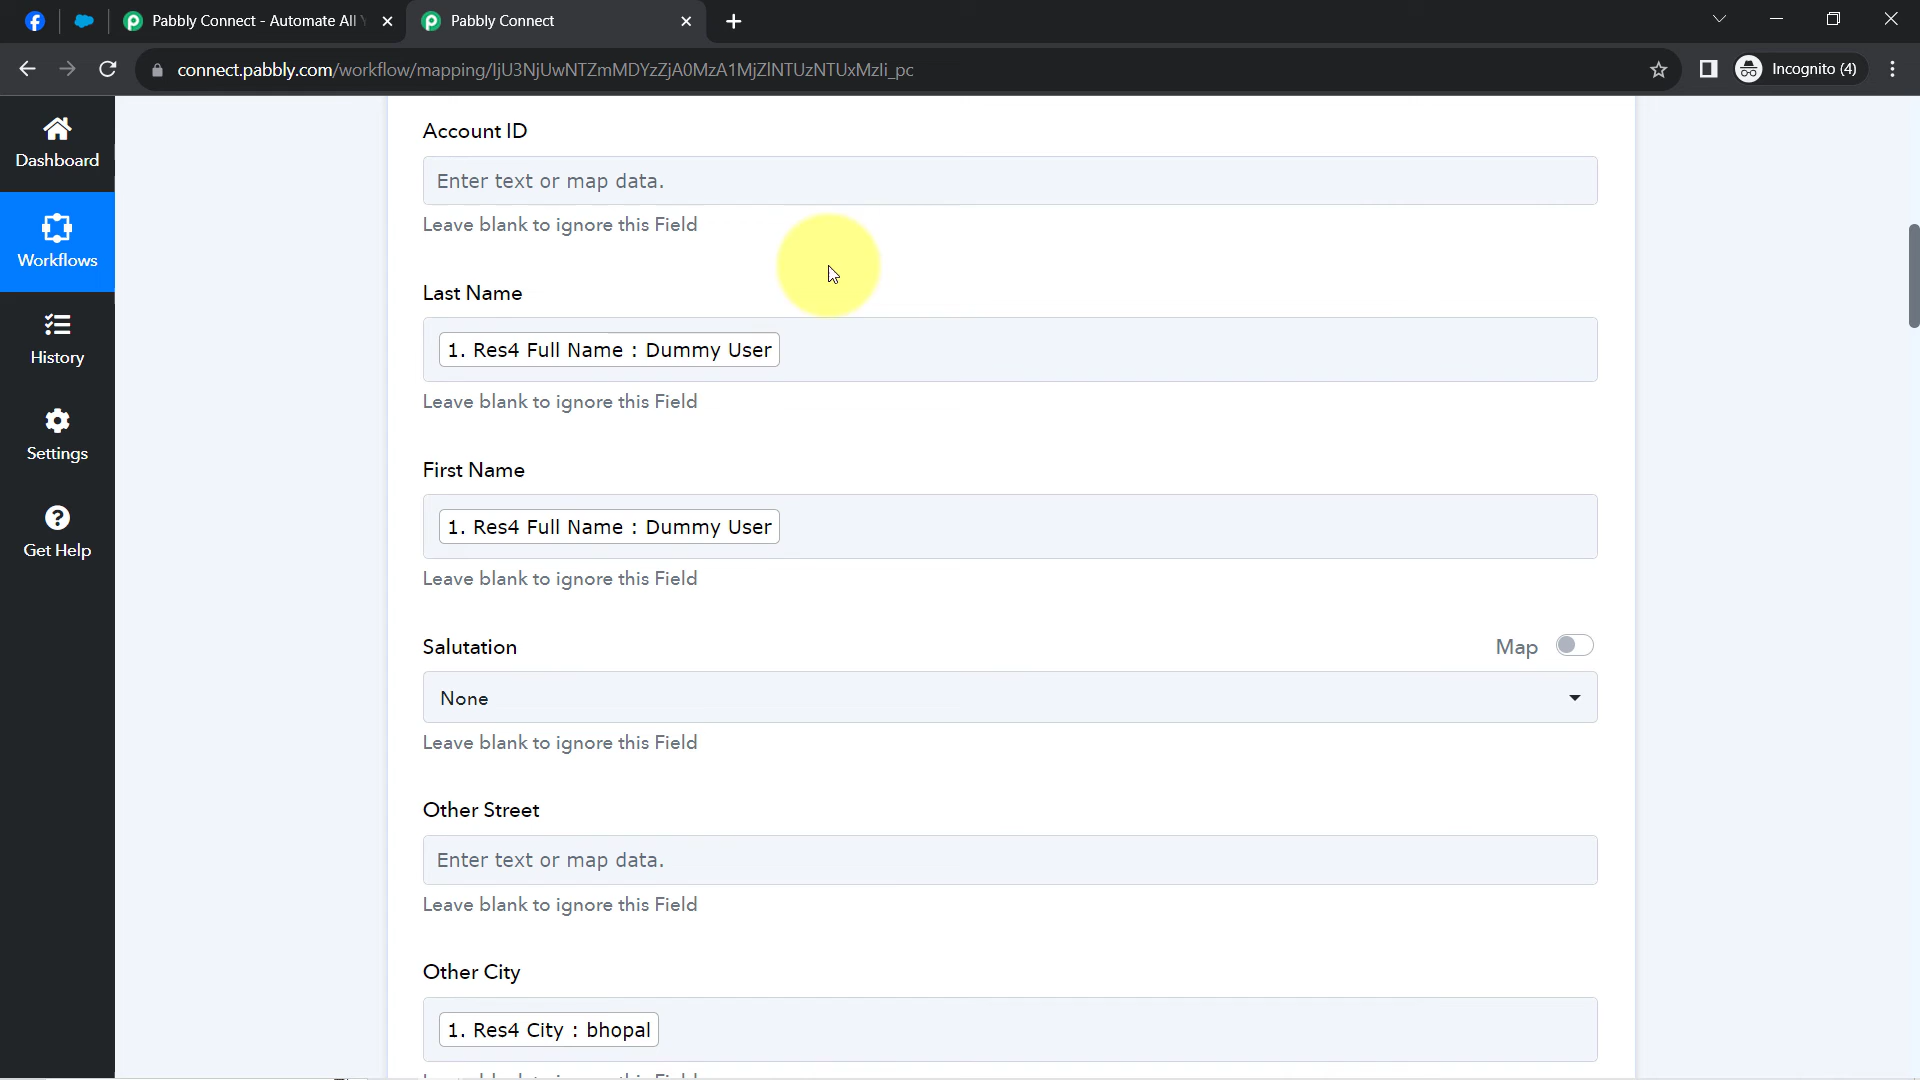 Pabbly Connect - Automate All Y
Pabbly Connect
connect.pabbly.com/workflow/mapping/IjU3NjUwNTZmMDYzZjA0MzA1MjZlNTUzNTUxMzIi_pc
Incognito (4)
Dashboard
Workflows
History
Settings
Get Help
Account ID
Enter text or map data.
Leave blank to ignore this Field
Last Name
1. Res4 Full Name : Dummy User
Leave blank to ignore this Field
First Name
1. Res4 Full Name : Dummy User
Leave blank to ignore this Field
Salutation
Map
None
Leave blank to ignore this Field
Other Street
Enter text or map data.
Leave blank to ignore this Field
Other City
1. Res4 City : bhopal